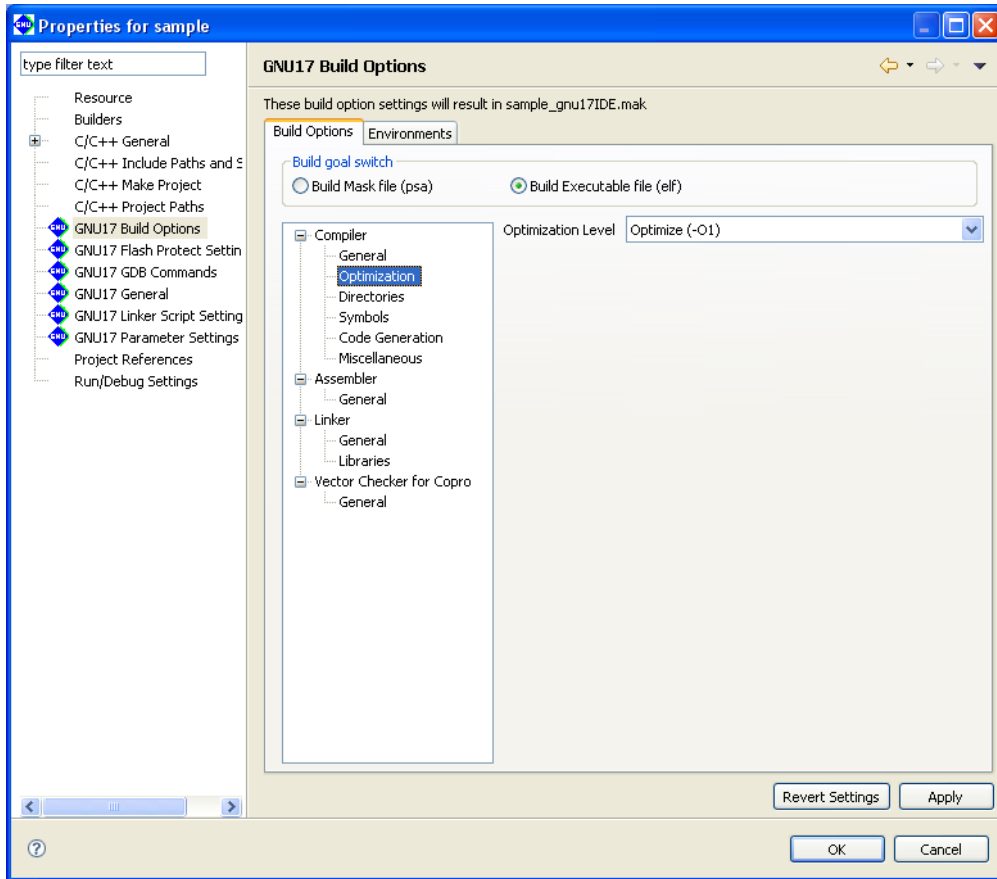 Properties for sample
type filter text
Resource
Builders
C/C++ General
C/C++ Include Paths and S
C/C++ Make Project
C/C++ Project Paths
GNU17 Build Options
GNU17 Flash Protect Settin
GNU17 GDB Commands
GNU17 General
GNU17 Linker Script Setting
GNU17 Parameter Settings
Project References
Run/Debug Settings
GNU17 Build Options
These build option settings will result in sample_gnu17IDE.mak
Build Options Environments
Build goal switch
Build Mask file (psa) Build Executable file (elf)
Compiler
General
Optimization
Directories
Symbols
Code Generation
Miscellaneous
Assembler
General
Linker
General
Libraries
Vector Checker for Copro
General
Optimization Level Optimize (-O1)
Revert Settings Apply
OK Cancel